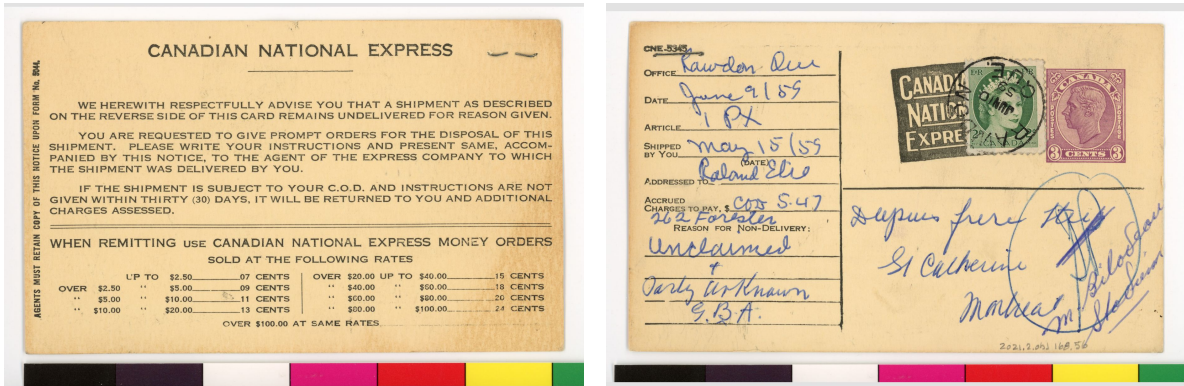 CANADIAN NATIONAL EXPRESS
AGENTS MUST RETAIN COPY OF THIS NOTICE UPON FORM No. 5044.
WE HEREWITH RESPECTFULLY ADVISE YOU THAT A SHIPMENT AS DESCRIBED
ON THE REVERSE SIDE OF THIS CARD REMAINS UNDELIVERED FOR REASON GIVEN.
YOU ARE REQUESTED TO GIVE PROMPT ORDERS FOR THE DISPOSAL OF THIS
SHIPMENT. PLEASE WRITE YOUR INSTRUCTIONS AND PRESENT SAME, ACCOM-
PANIED BY THIS NOTICE, TO THE AGENT OF THE EXPRESS COMPANY TO WHICH
THE SHIPMENT WAS DELIVERED BY YOU.
IF THE SHIPMENT IS SUBJECT TO YOUR C.O.D. AND INSTRUCTIONS ARE NOT
GIVEN WITHIN THIRTY (30) DAYS, IT WILL BE RETURNED TO YOU AND ADDITIONAL
CHARGES ASSESSED.
WHEN REMITTING USE CANADIAN NATIONAL EXPRESS MONEY ORDERS
SOLD AT THE FOLLOWING RATES
UP TO $2.50 07 CENTS
OVER $2.50 " $5.00 09 CENTS
" $5.00 " $10.00 11 CENTS
" $10.00 " $20.00 13 CENTS
OVER $20.00 UP TO $40.00 15 CENTS
" $40.00 " $60.00 18 CENTS
" $60.00 " $80.00 20 CENTS
" $80.00 " $100.00 24 CENTS
OVER $100.00 AT SAME RATES
CNE-5345
OFFICE Rawdon Que
DATE June 9/59
ARTICLE 1 PX
SHIPPED BY YOU May 15/59
(DATE)
ADDRESSED TO Roland Elie
ACCRUED
CHARGES TO PAY, $ COD 5.47
262 Forester
REASON FOR NON-DELIVERY:
Unclaimed
+
Party Unknown
G.B.A.
CANAD
NATIO
EXPRE
CANADA
3 CENTS 3
Dupuis frere
St Catherine
Montreal
2021.2.obj 168.56